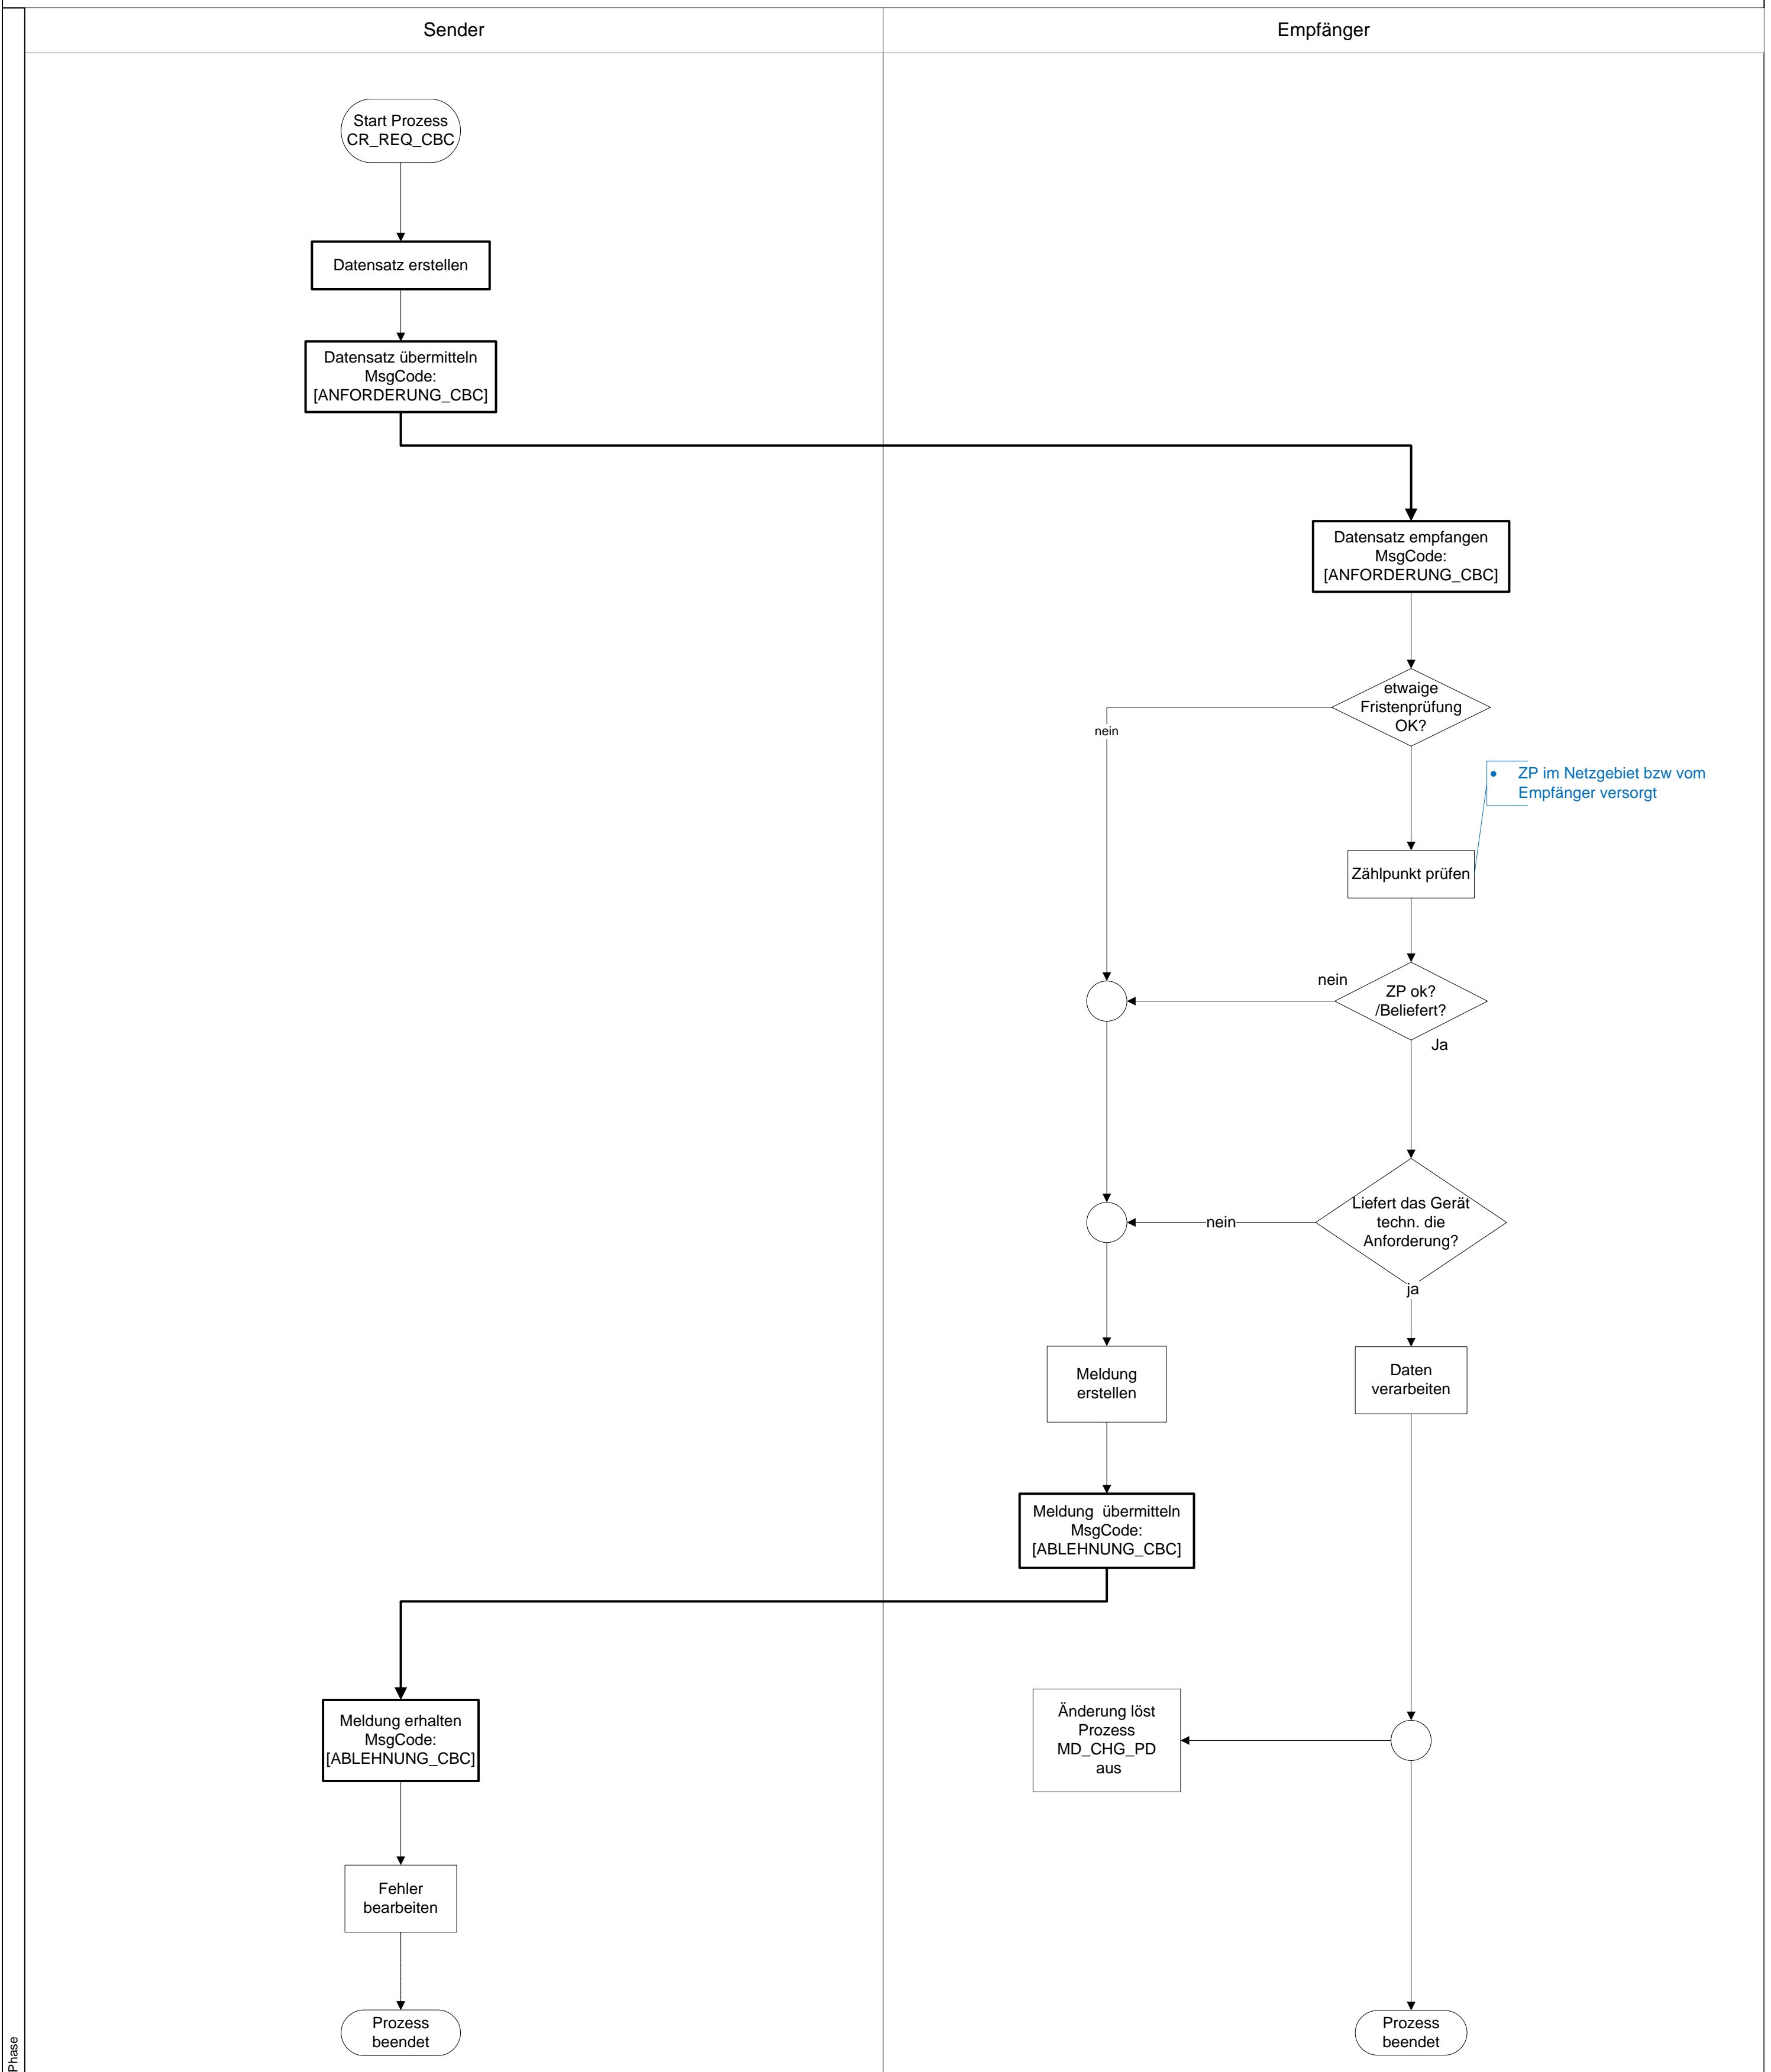 Sender
Empfänger
Start Prozess
CR_REQ_CBC
Datensatz erstellen
Datensatz übermitteln
MsgCode:
[ANFORDERUNG_CBC]
Datensatz empfangen
MsgCode:
[ANFORDERUNG_CBC]
etwaige
Fristenprüfung
OK?
nein
ZP im Netzgebiet bzw vom
Empfänger versorgt
Zählpunkt prüfen
nein
ZP ok?
/Beliefert?
Ja
Liefert das Gerät
techn. die
Anforderung?
nein
ja
Meldung
erstellen
Daten
verarbeiten
Meldung übermitteln
MsgCode:
[ABLEHNUNG_CBC]
Meldung erhalten
MsgCode:
[ABLEHNUNG_CBC]
Änderung löst
Prozess
MD_CHG_PD
aus
Fehler
bearbeiten
Prozess
beendet
Prozess
beendet
Phase